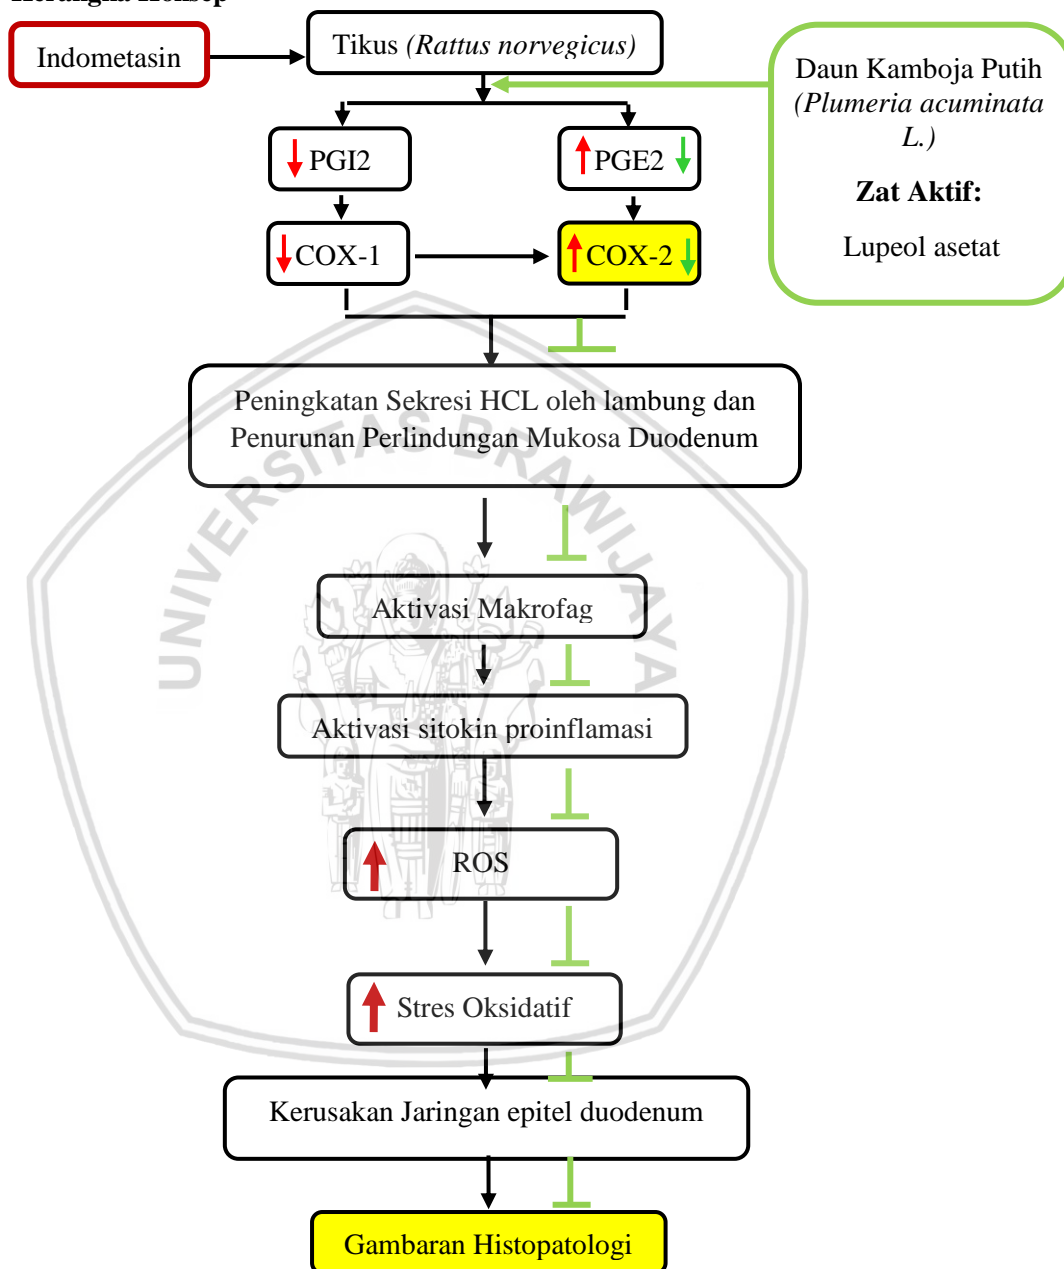 Kerangka Konsep
Indometasin
Tikus (Rattus norvegicus)
Daun Kamboja Putih
(Plumeria acuminata
L.)
Zat Aktif:
Lupeol asetat
PGI2
PGE2
COX-1
COX-2
Peningkatan Sekresi HCL oleh lambung dan
Penurunan Perlindungan Mukosa Duodenum
UNIVERSITAS BRAWIJAYA
Aktivasi Makrofag
Aktivasi sitokin proinflamasi
ROS
Stres Oksidatif
Kerusakan Jaringan epitel duodenum
Gambaran Histopatologi